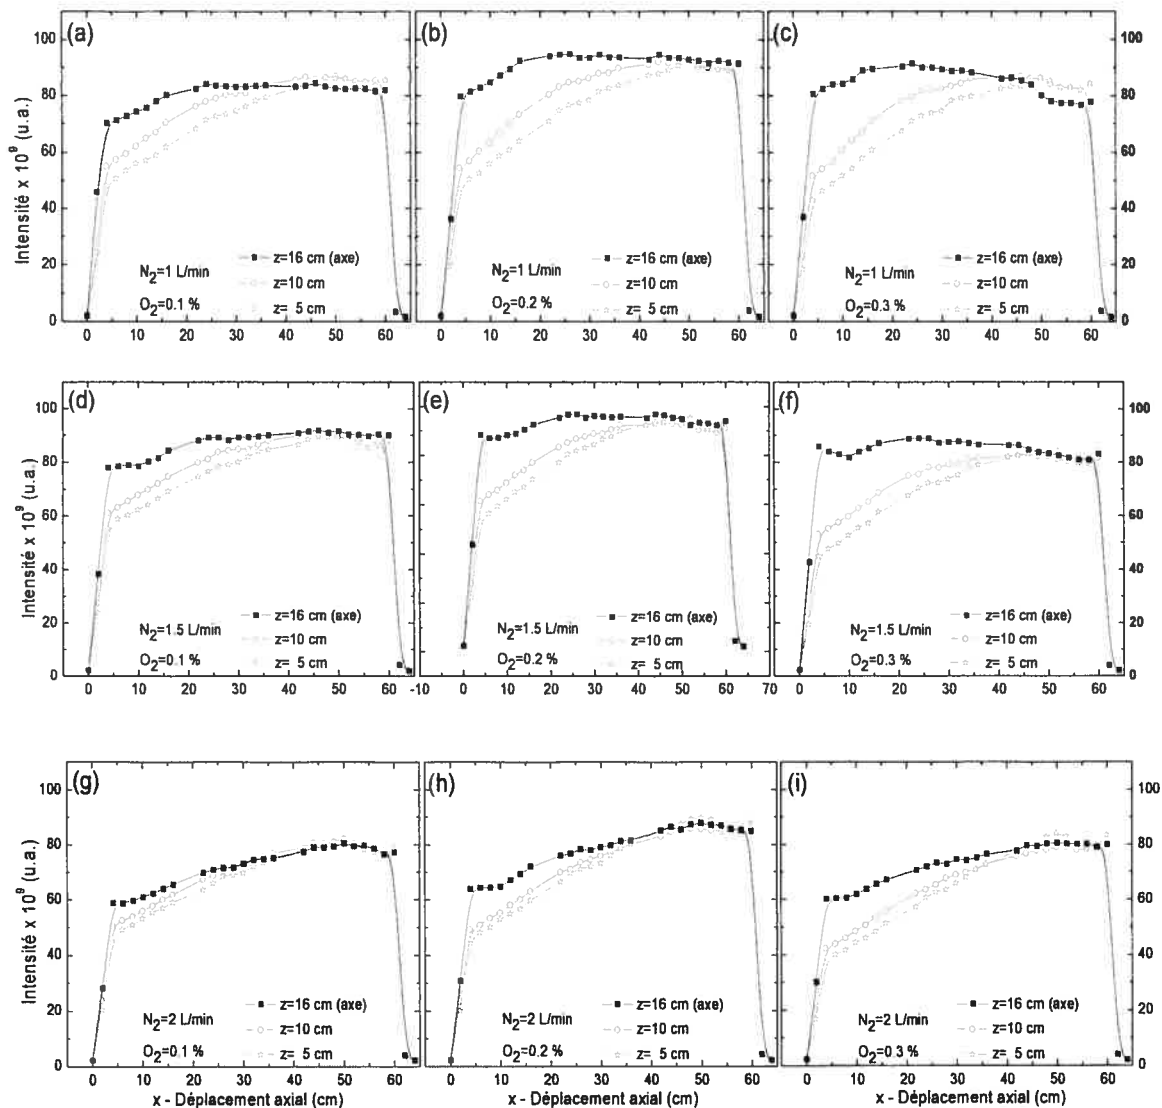 (a)
(b)
(c)
Intensité x 10⁹ (u.a.)
100
80
60
40
20
0
100
80
60
40
20
0
N₂=1 L/min
O₂=0.1 %
z=16 cm (axe)
z=10 cm
z= 5 cm
N₂=1 L/min
O₂=0.2 %
z=16 cm (axe)
z=10 cm
z= 5 cm
N₂=1 L/min
O₂=0.3 %
z=16 cm (axe)
z=10 cm
z= 5 cm
0 10 20 30 40 50 60
0 10 20 30 40 50 60
0 10 20 30 40 50 60
(d)
(e)
(f)
Intensité x 10⁹ (u.a.)
100
80
60
40
20
0
100
80
60
40
20
0
N₂=1.5 L/min
O₂=0.1 %
z=16 cm (axe)
z=10 cm
z= 5 cm
N₂=1.5 L/min
O₂=0.2 %
z=16 cm (axe)
z=10 cm
z= 5 cm
N₂=1.5 L/min
O₂=0.3 %
z=16 cm (axe)
z=10 cm
z= 5 cm
0 10 20 30 40 50 60
-10 0 10 20 30 40 50 60 70
0 10 20 30 40 50 60
(g)
(h)
(i)
Intensité x 10⁹ (u.a.)
100
80
60
40
20
0
100
80
60
40
20
0
N₂=2 L/min
O₂=0.1 %
z=16 cm (axe)
z=10 cm
z= 5 cm
N₂=2 L/min
O₂=0.2 %
z=16 cm (axe)
z=10 cm
z= 5 cm
N₂=2 L/min
O₂=0.3 %
z=16 cm (axe)
z=10 cm
z= 5 cm
0 10 20 30 40 50 60
0 10 20 30 40 50 60
0 10 20 30 40 50 60
x - Déplacement axial (cm)
x - Déplacement axial (cm)
x - Déplacement axial (cm)